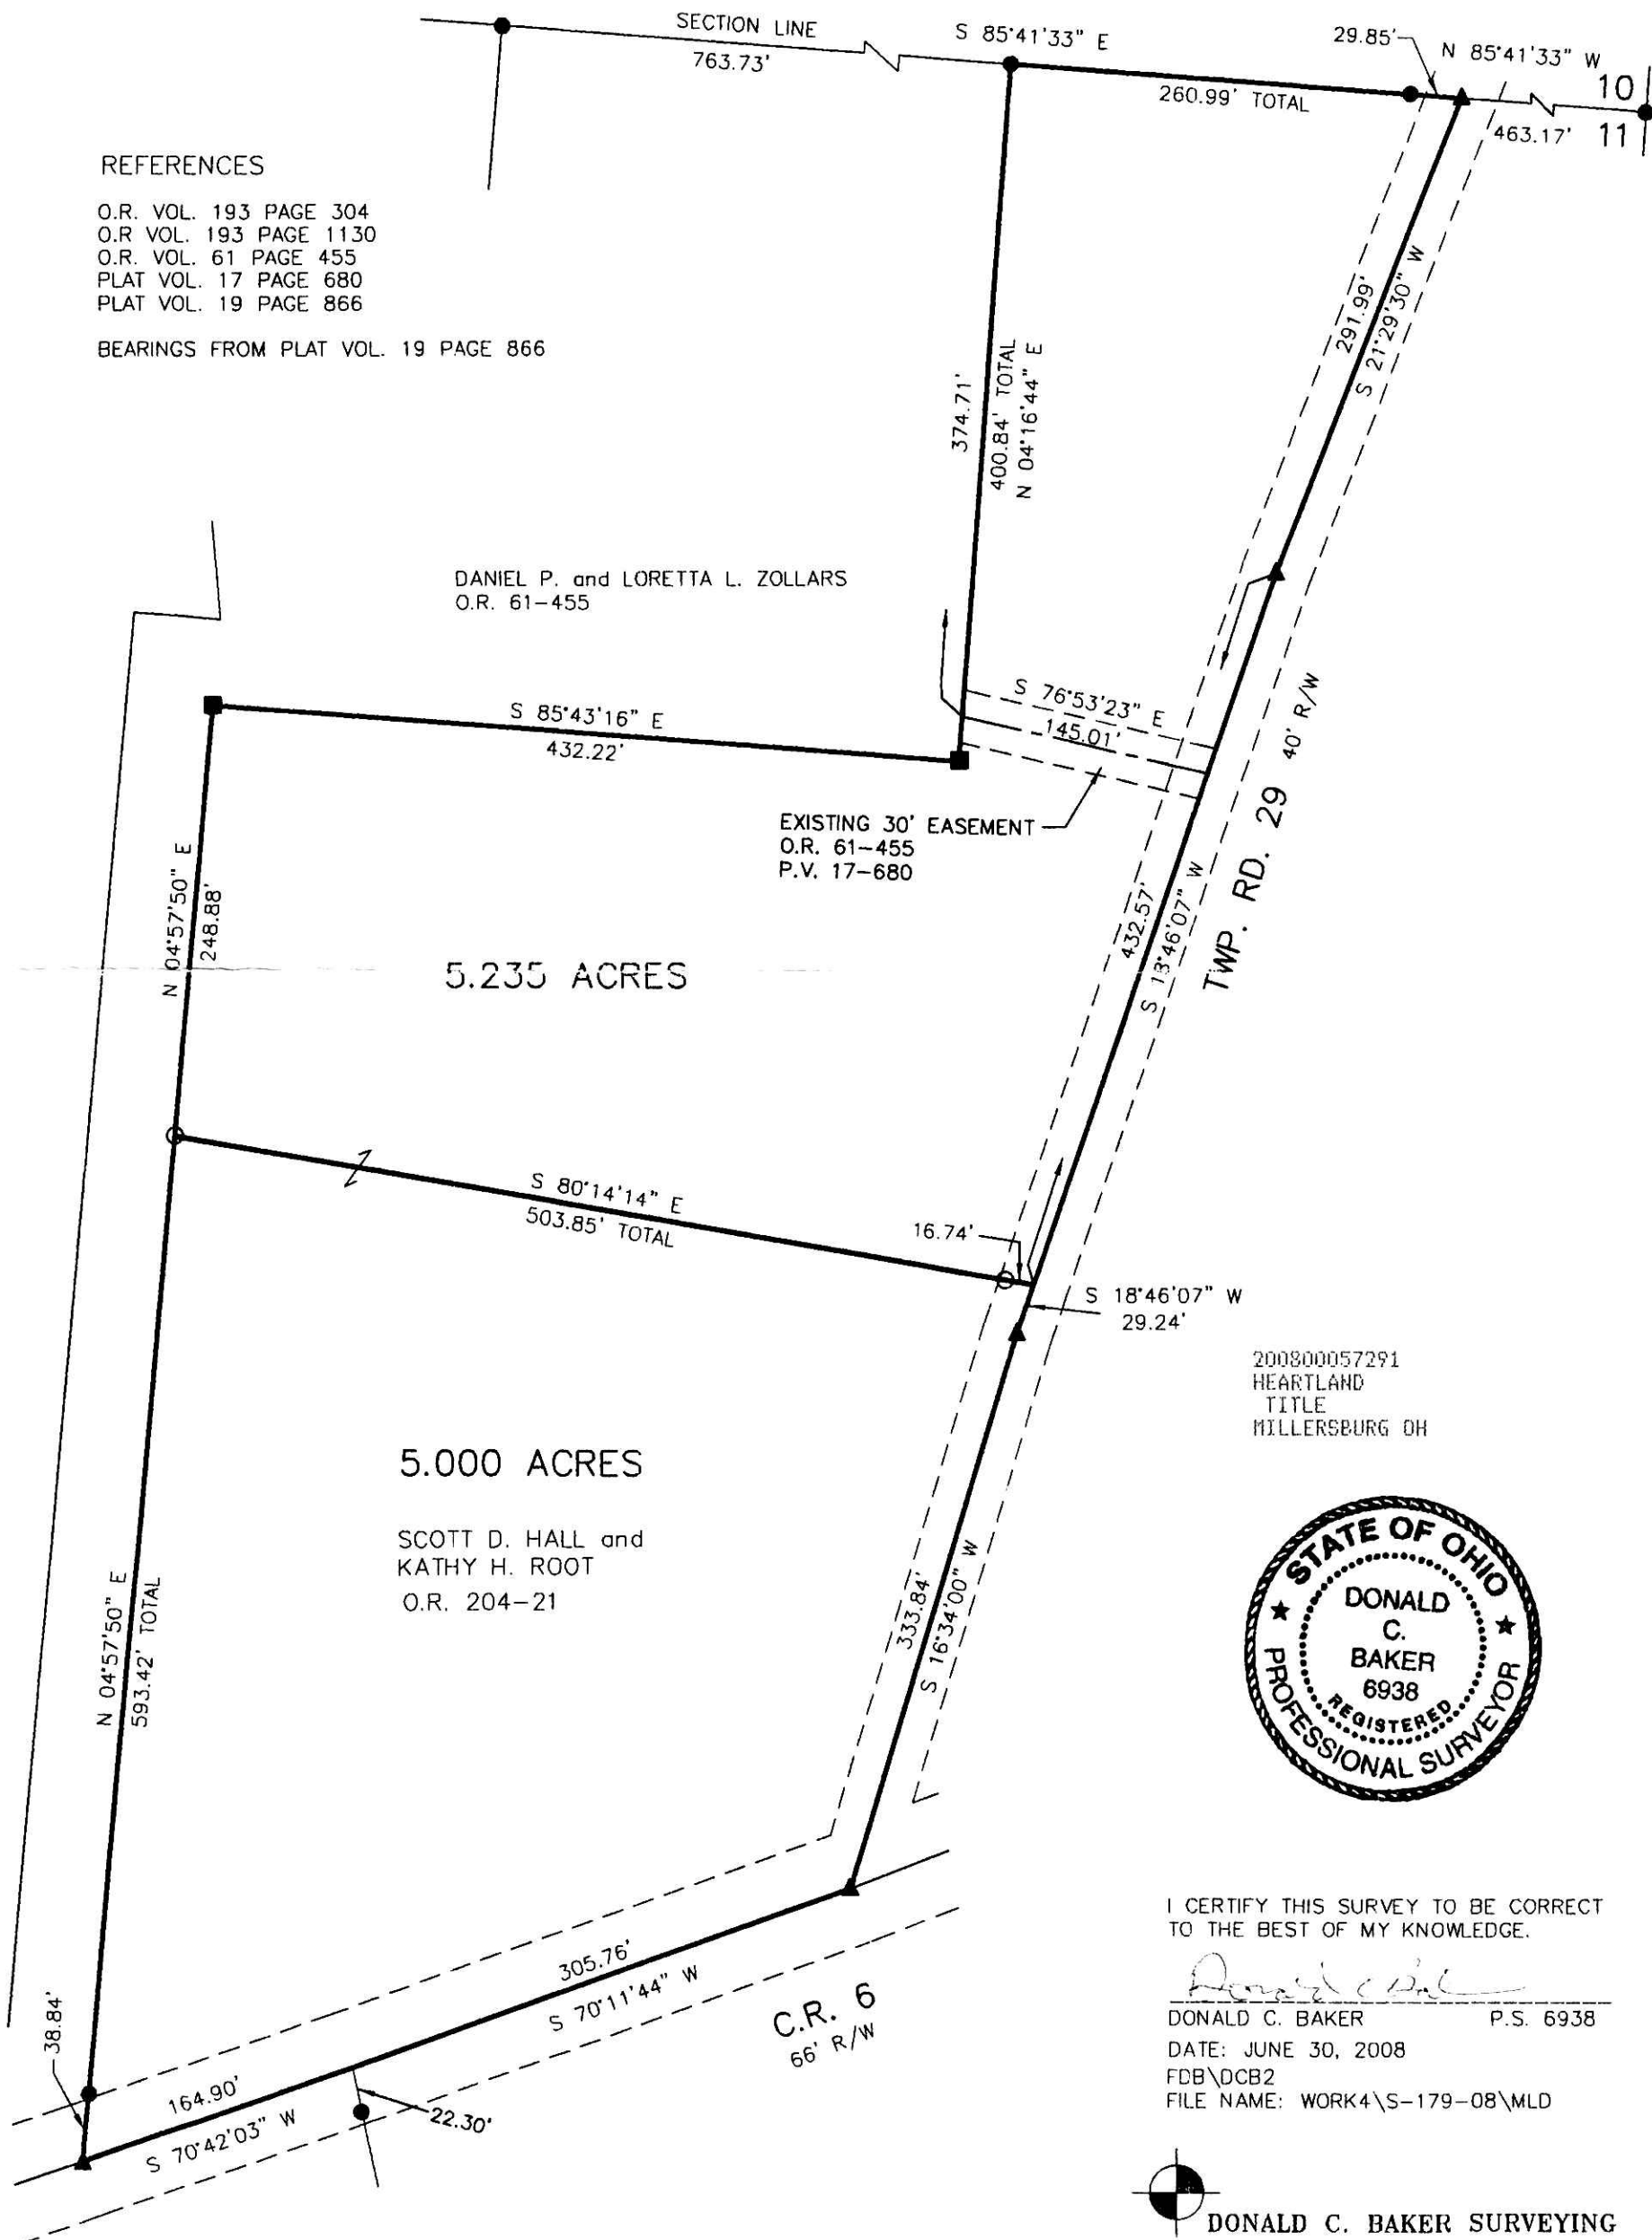 SECTION LINE
763.73'
S 85°41'33" E
260.99' TOTAL
29.85'
N 85°41'33" W
463.17'
10
11
REFERENCES
O.R. VOL. 193 PAGE 304
O.R VOL. 193 PAGE 1130
O.R. VOL. 61 PAGE 455
PLAT VOL. 17 PAGE 680
PLAT VOL. 19 PAGE 866
BEARINGS FROM PLAT VOL. 19 PAGE 866
374.71'
400.84' TOTAL
N 04°16'44" E
291.99'
S 21°29'30" W
DANIEL P. and LORETTA L. ZOLLARS
O.R. 61-455
S 85°43'16" E
432.22'
S 76°53'23" E
145.01'
EXISTING 30' EASEMENT
O.R. 61-455
P.V. 17-680
TWP. RD. 29 40' R/W
432.57'
S 18°46'07" W
N 04°57'50" E
248.88'
5.235 ACRES
S 80°14'14" E
503.85' TOTAL
16.74'
S 18°46'07" W
29.24'
200800057291
HEARTLAND
TITLE
MILLERSBURG OH
5.000 ACRES
SCOTT D. HALL and
KATHY H. ROOT
O.R. 204-21
N 04°57'50" E
593.42' TOTAL
333.84'
S 16°34'00" W
STATE OF OHIO
DONALD
C.
BAKER
6938
REGISTERED
PROFESSIONAL SURVEYOR
38.84'
164.90'
S 70°42'03" W
305.76'
S 70°11'44" W
22.30'
C.R. 6
66' R/W
I CERTIFY THIS SURVEY TO BE CORRECT
TO THE BEST OF MY KNOWLEDGE.
Donald C Bak
DONALD C. BAKER P.S. 6938
DATE: JUNE 30, 2008
FDB\DCB2
FILE NAME: WORK4\S-179-08\MLD
DONALD C. BAKER SURVEYING